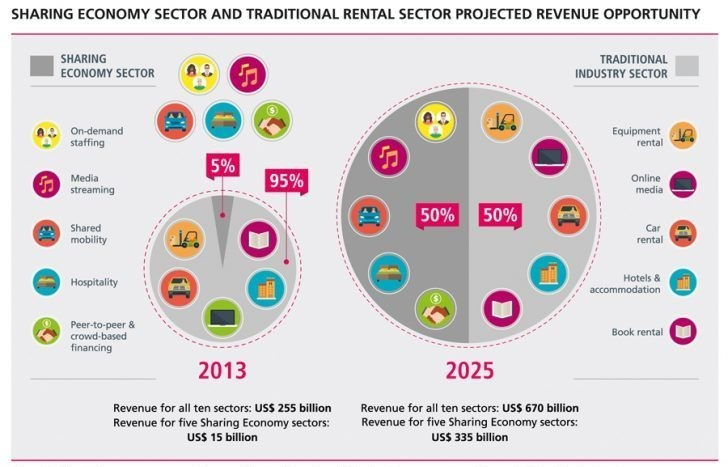 SHARING ECONOMY SECTOR AND TRADITIONAL RENTAL SECTOR PROJECTED REVENUE OPPORTUNITY
SHARING
ECONOMY SECTOR
On-demand
staffing
Media
streaming
Shared
mobility
Hospitality
Peer-to-peer &
crowd-based
financing
5%
95%
2013
Revenue for all ten sectors: US$ 255 billion
Revenue for five Sharing Economy sectors:
US$ 15 billion
50%
50%
2025
Revenue for all ten sectors: US$ 670 billion
Revenue for five Sharing Economy sectors:
US$ 335 billion
TRADITIONAL
INDUSTRY SECTOR
Equipment
rental
Online
media
Car
rental
Hotels &
accommodation
Book rental